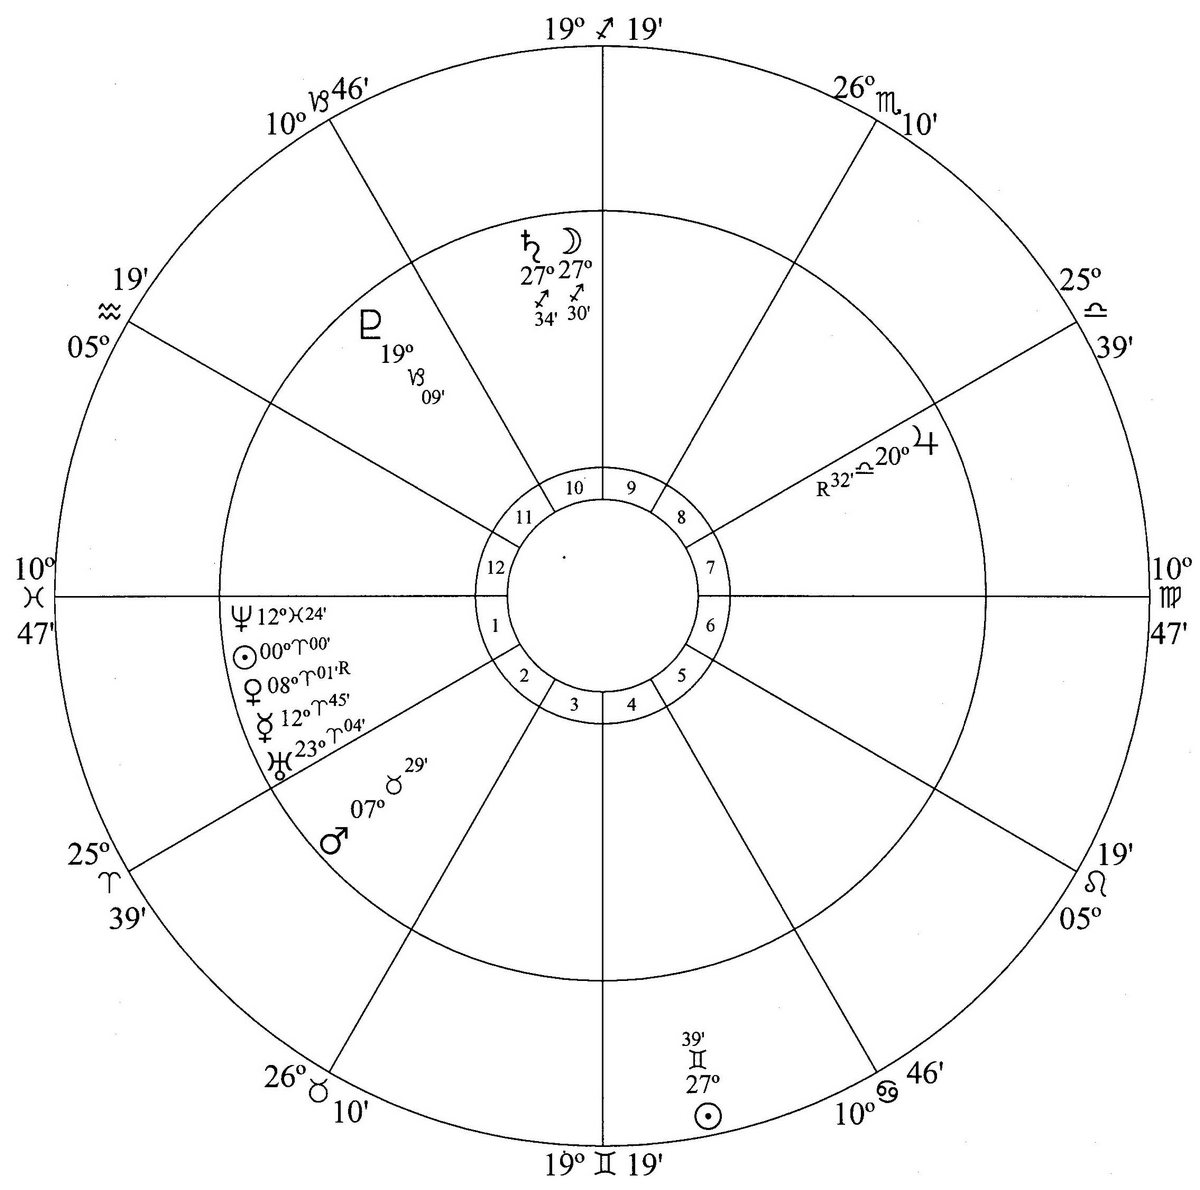 19° ♐ 19'
10° ♑ 46'
26° ♏ 10'
19' ♒ 05°
25° ♎ 39'
♄ 27° ♐ 34'
☽ 27° ♐ 30'
♇ 19° ♑ 09'
♃ 20° ♎ 32' R
10 9
11 8
12 7
1 6
2 5
3 4
10° ♓ 47'
10° ♍ 47'
♆ 12° ♓ 24'
☉ 00° ♈ 00'
♀ 08° ♈ 01' R
☿ 12° ♈ 45'
♅ 23° ♈ 04'
♂ 07° ♉ 29'
25° ♈ 39'
19' ♌ 05°
39' ♊ 27° ☉
26° ♉ 10'
10° ♋ 46'
19° ♊ 19'